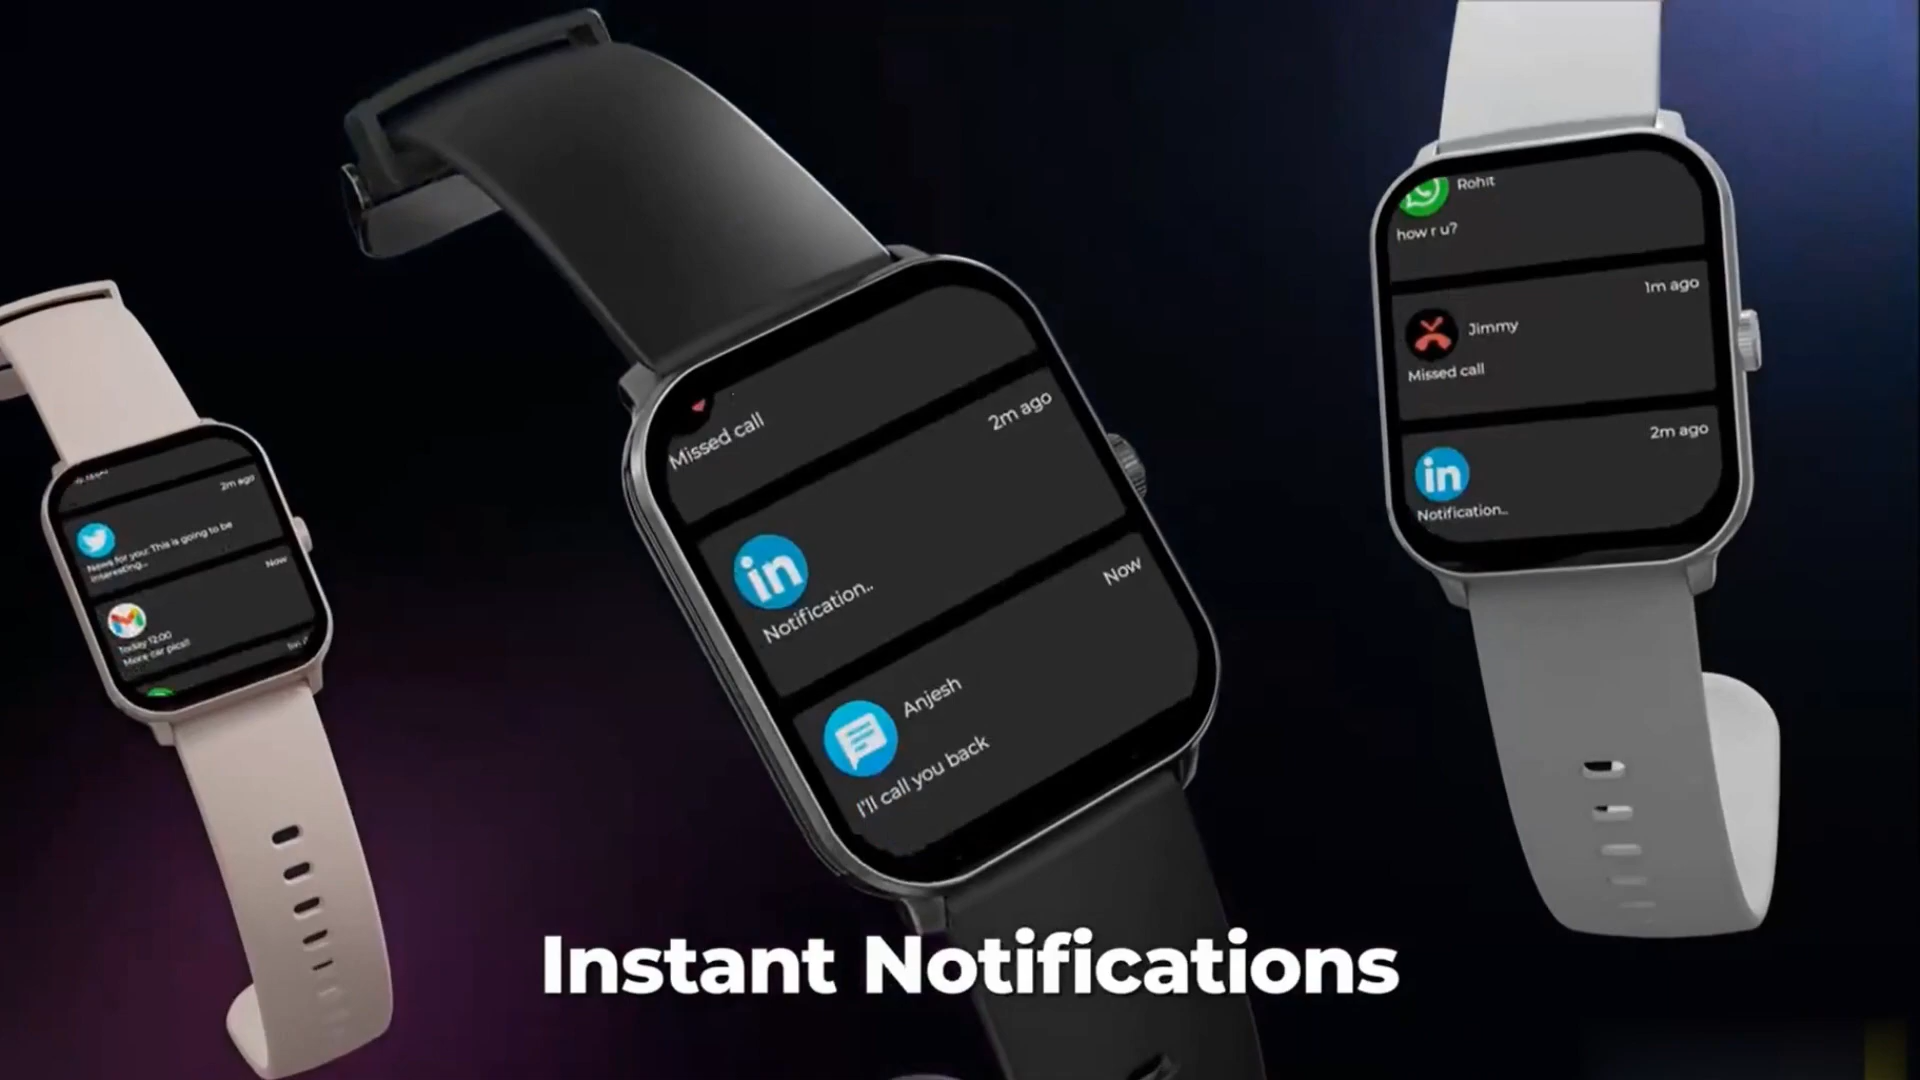 2m ago
News for you: This is going to be
interesting...
Now
Today 12:00
More car pics!!
Missed call
2m ago
in
Notification..
Now
Anjesh
I'll call you back
Rohit
how r u?
1m ago
Jimmy
Missed call
2m ago
in
Notification..
Instant Notifications